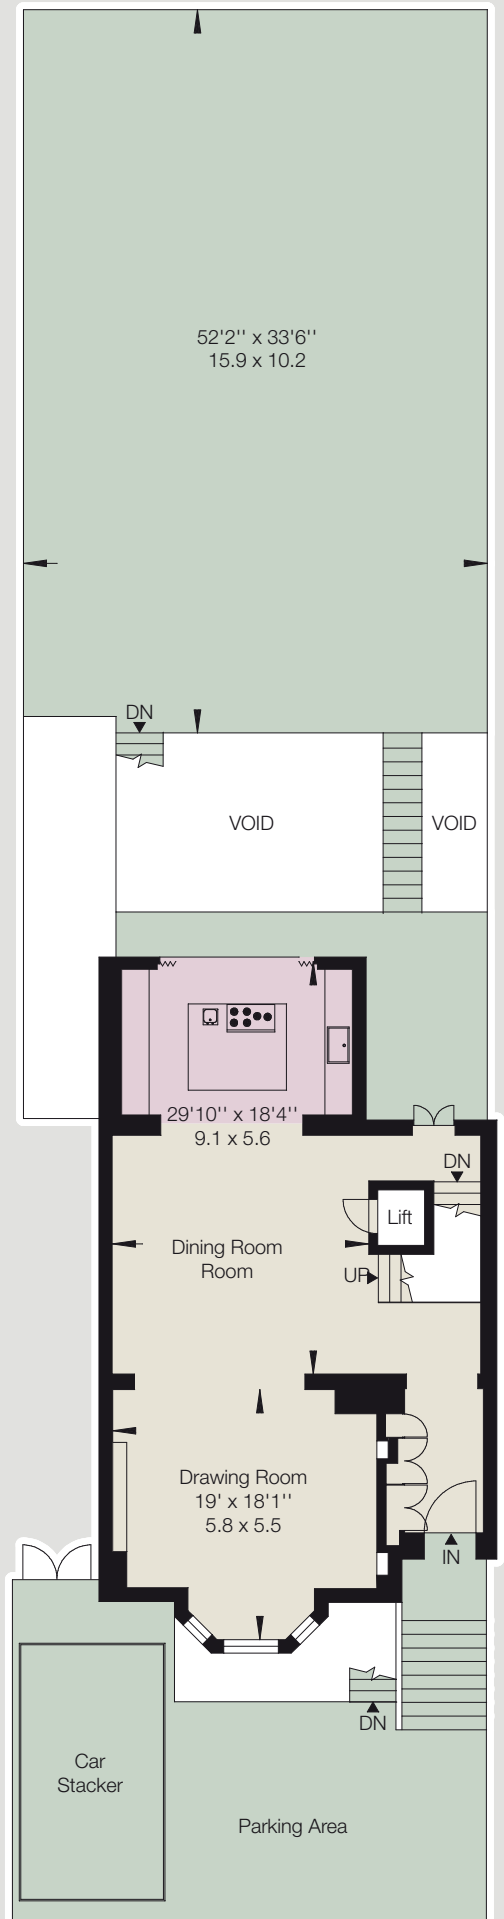 52'2'' x 33'6''
15.9 x 10.2
DN
VOID
VOID
29'10'' x 18'4''
9.1 x 5.6
DN
Lift
Dining Room
Room
UP
Drawing Room
19' x 18'1''
5.8 x 5.5
IN
DN
Car
Stacker
Parking Area